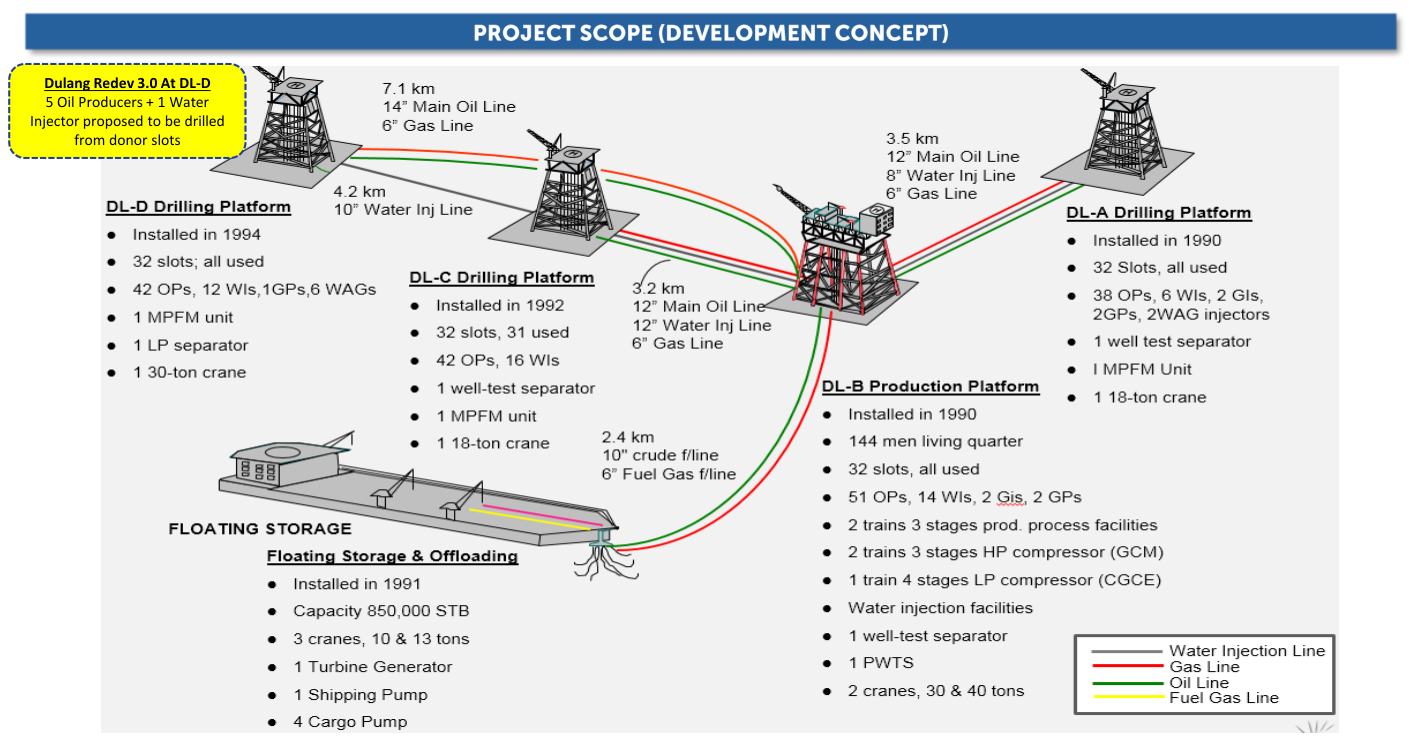 PROJECT SCOPE (DEVELOPMENT CONCEPT)
Dulang Redev 3.0 At DL-D
5 Oil Producers + 1 Water
Injector proposed to be drilled
from donor slots
7.1 km
14” Main Oil Line
6” Gas Line
4.2 km
10” Water Inj Line
3.5 km
12” Main Oil Line
8” Water Inj Line
6” Gas Line
DL-D Drilling Platform
● Installed in 1994
● 32 slots; all used
● 42 OPs, 12 WIs,1GPs,6 WAGs
● 1 MPFM unit
● 1 LP separator
● 1 30-ton crane
DL-C Drilling Platform
● Installed in 1992
● 32 slots, 31 used
● 42 OPs, 16 WIs
● 1 well-test separator
● 1 MPFM unit
● 1 18-ton crane
3.2 km
12” Main Oil Line
12” Water Inj Line
6” Gas Line
DL-A Drilling Platform
● Installed in 1990
● 32 Slots, all used
● 38 OPs, 6 WIs, 2 GIs,
2GPs, 2WAG injectors
● 1 well test separator
● I MPFM Unit
● 1 18-ton crane
2.4 km
10" crude f/line
6” Fuel Gas f/line
DL-B Production Platform
● Installed in 1990
● 144 men living quarter
● 32 slots, all used
● 51 OPs, 14 WIs, 2 Gis, 2 GPs
● 2 trains 3 stages prod. process facilities
● 2 trains 3 stages HP compressor (GCM)
● 1 train 4 stages LP compressor (CGCE)
● Water injection facilities
● 1 well-test separator
● 1 PWTS
● 2 cranes, 30 & 40 tons
FLOATING STORAGE
Floating Storage & Offloading
● Installed in 1991
● Capacity 850,000 STB
● 3 cranes, 10 & 13 tons
● 1 Turbine Generator
● 1 Shipping Pump
● 4 Cargo Pump
Water Injection Line
Gas Line
Oil Line
Fuel Gas Line